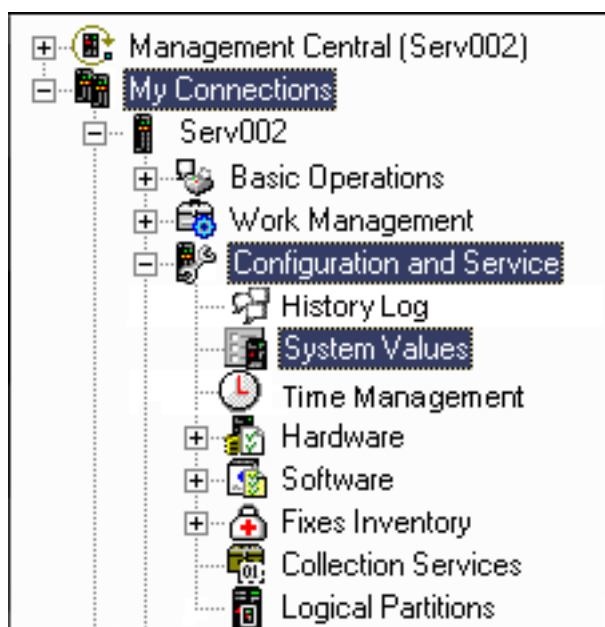 Management Central (Serv002)
My Connections
Serv002
Basic Operations
Work Management
Configuration and Service
History Log
System Values
Time Management
Hardware
Software
Fixes Inventory
Collection Services
Logical Partitions